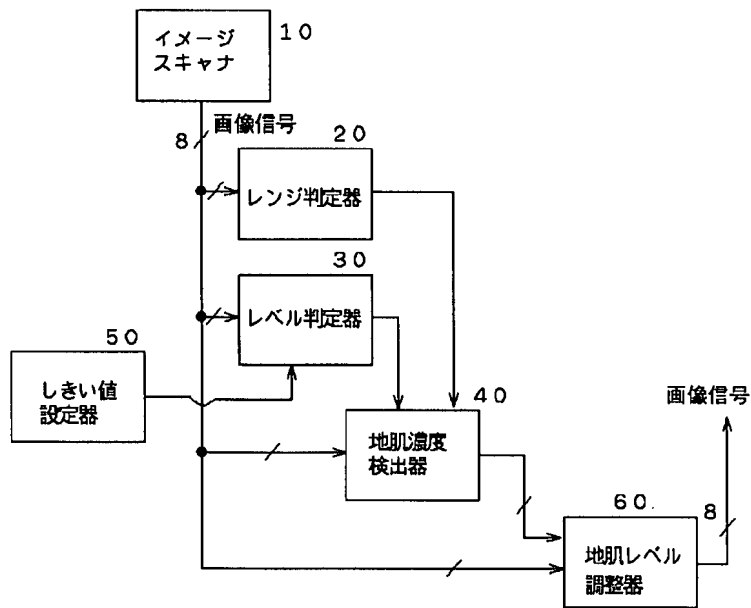 イメージ
スキャナ
10
8
画像信号
20
レンジ判定器
30
レベル判定器
50
しきい値
設定器
40
地肌濃度
検出器
画像信号
60
8
地肌レベル
調整器